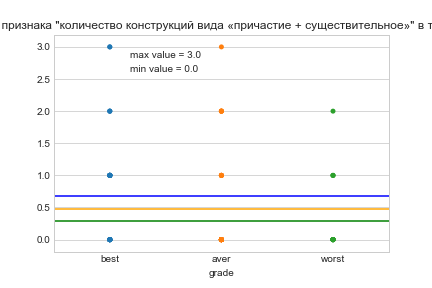 признака "количество конструкций вида «причастие + существительное»" в т
3.0
max value = 3.0
min value = 0.0
2.5
2.0
1.5
1.0
0.5
0.0
best aver worst
grade